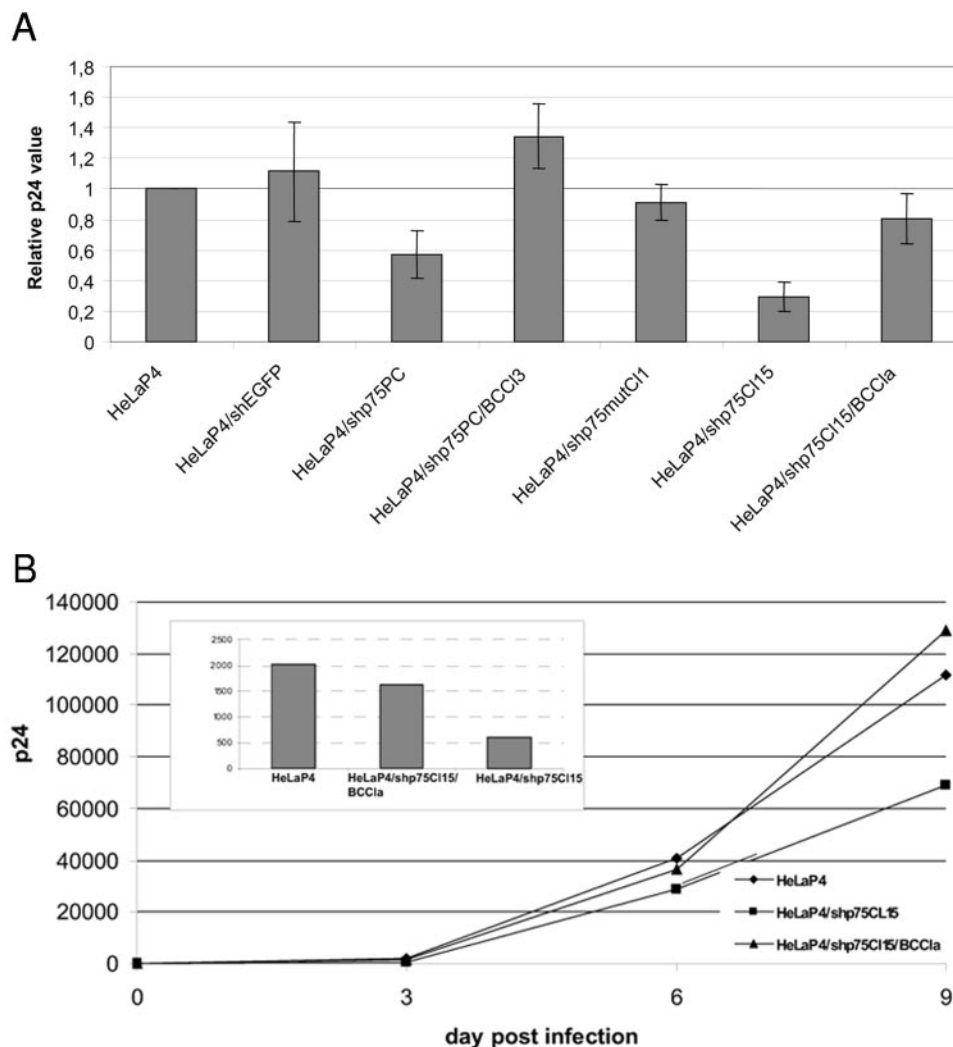 A
Relative p24 value
1,8
1,6
1,4
1,2
1
0,8
0,6
0,4
0,2
0
HeLaP4
HeLaP4/shEGFP
HeLaP4/shp75PC
HeLaP4/shp75PC/BCCl3
HeLaP4/shp75mutCl1
HeLaP4/shp75Cl15
HeLaP4/shp75Cl15/BCCla
B
p24
140000
120000
100000
80000
60000
40000
20000
0
2500
2000
1500
1000
500
0
HeLaP4
HeLaP4/shp75Cl15/
BCCla
HeLaP4/shp75Cl15
HeLaP4
HeLaP4/shp75CL15
HeLaP4/shp75Cl15/BCCla
0
3
6
9
day post infection